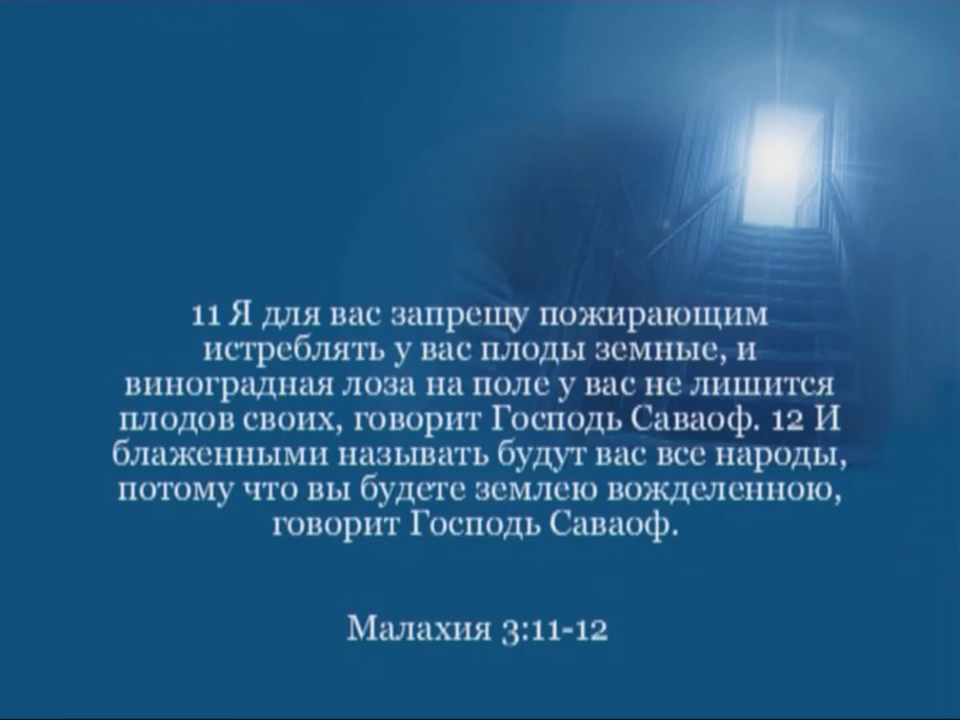 11 Я для вас запрещу пожирающим
истреблять у вас плоды земные, и
виноградная лоза на поле у вас не лишится
плодов своих, говорит Господь Саваоф. 12 И
блаженными называть будут вас все народы,
потому что вы будете землею вожделенною,
говорит Господь Саваоф.
Малахия 3:11-12